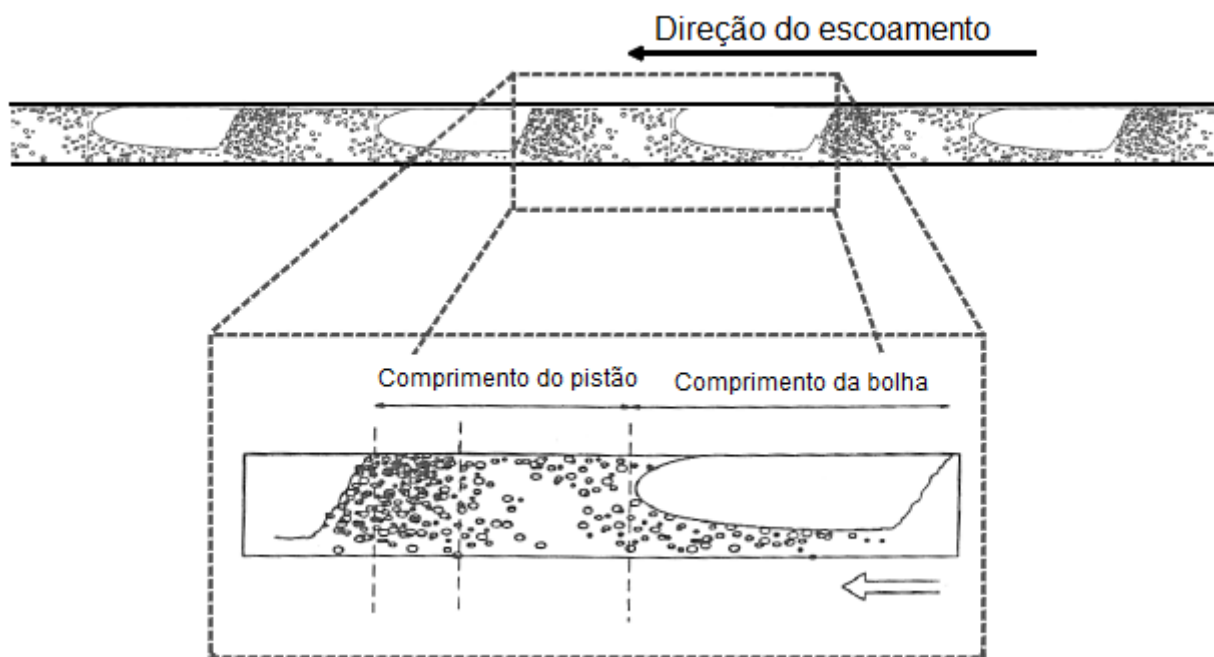 Direção do escoamento
Comprimento do pistão
Comprimento da bolha